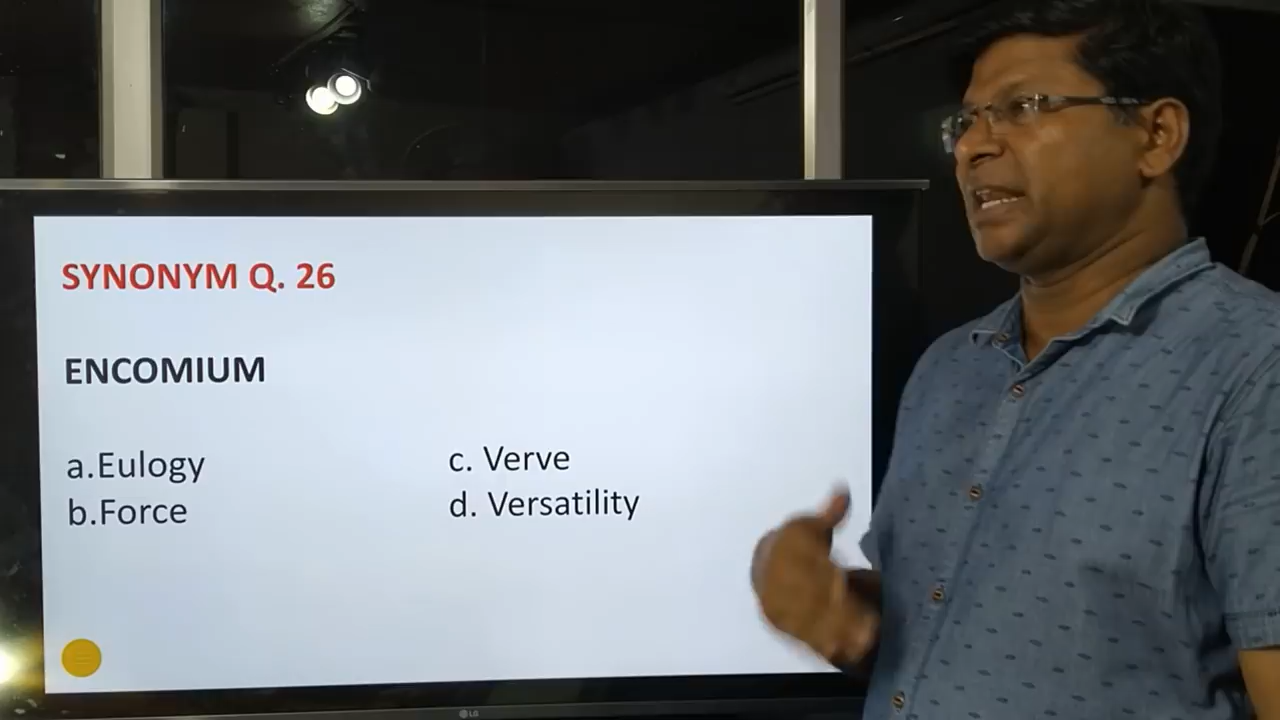 SYNONYM Q. 26
ENCOMIUM
a.Eulogy
b.Force
c. Verve
d. Versatility
LG